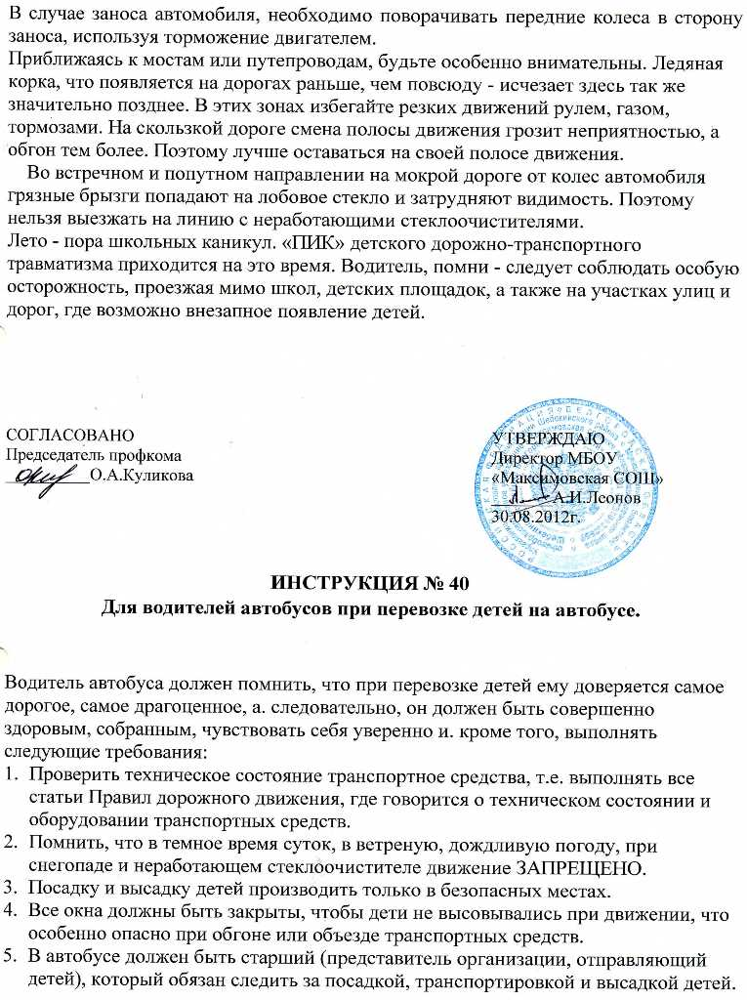 В случае заноса автомобиля, необходимо поворачивать передние колеса в сторону
заноса, используя торможение двигателем.
Приближаясь к мостам или путепроводам, будьте особенно внимательны. Ледяная
корка, что появляется на дорогах раньше, чем повсюду - исчезает здесь так же
значительно позднее. В этих зонах избегайте резких движений рулем, газом,
тормозами. На скользкой дороге смена полосы движения грозит неприятностью, а
обгон тем более. Поэтому лучше оставаться на своей полосе движения.
Во встречном и попутном направлении на мокрой дороге от колес автомобиля
грязные брызги попадают на лобовое стекло и затрудняют видимость. Поэтому
нельзя выезжать на линию с неработающими стеклоочистителями.
Лето - пора школьных каникул. «ПИК» детского дорожно-транспортного
травматизма приходится на это время. Водитель, помни - следует соблюдать особую
осторожность, проезжая мимо школ, детских площадок, а также на участках улиц и
дорог, где возможно внезапное появление детей.
СОГЛАСОВАНО
Председатель профкома
О.А.Куликова
УТВЕРЖДАЮ
Директор МБОУ
«Максимовская СОШ»
А.И.Леонов
30.08.2012г.
ИНСТРУКЦИЯ № 40
Для водителей автобусов при перевозке детей на автобусе.
Водитель автобуса должен помнить, что при перевозке детей ему доверяется самое
дорогое, самое драгоценное, а. следовательно, он должен быть совершенно
здоровым, собранным, чувствовать себя уверенно и. кроме того, выполнять
следующие требования:
1. Проверить техническое состояние транспортное средства, т.е. выполнять все
статьи Правил дорожного движения, где говорится о техническом состоянии и
оборудовании транспортных средств.
2. Помнить, что в темное время суток, в ветреную, дождливую погоду, при
снегопаде и неработающем стеклоочистителе движение ЗАПРЕЩЕНО.
3. Посадку и высадку детей производить только в безопасных местах.
4. Все окна должны быть закрыты, чтобы дети не высовывались при движении, что
особенно опасно при обгоне или объезде транспортных средств.
5. В автобусе должен быть старший (представитель организации, отправляющий
детей), который обязан следить за посадкой, транспортировкой и высадкой детей.